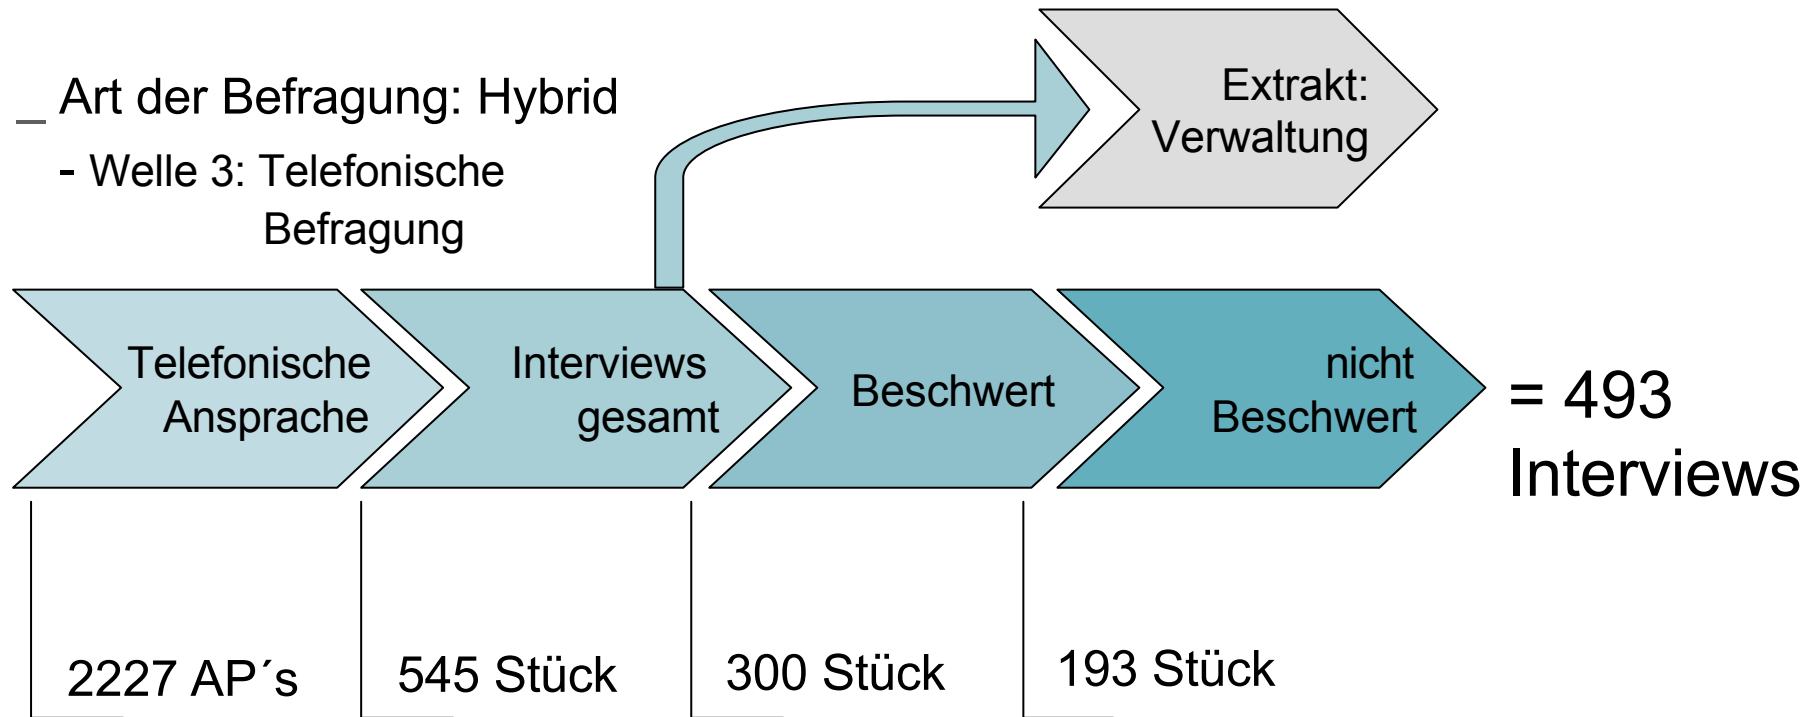 _ Art der Befragung: Hybrid
- Welle 3: Telefonische
Befragung
Extrakt:
Verwaltung
Telefonische
Ansprache
Interviews
gesamt
Beschwert
nicht
Beschwert
= 493
Interviews
2227 AP´s
545 Stück
300 Stück
193 Stück